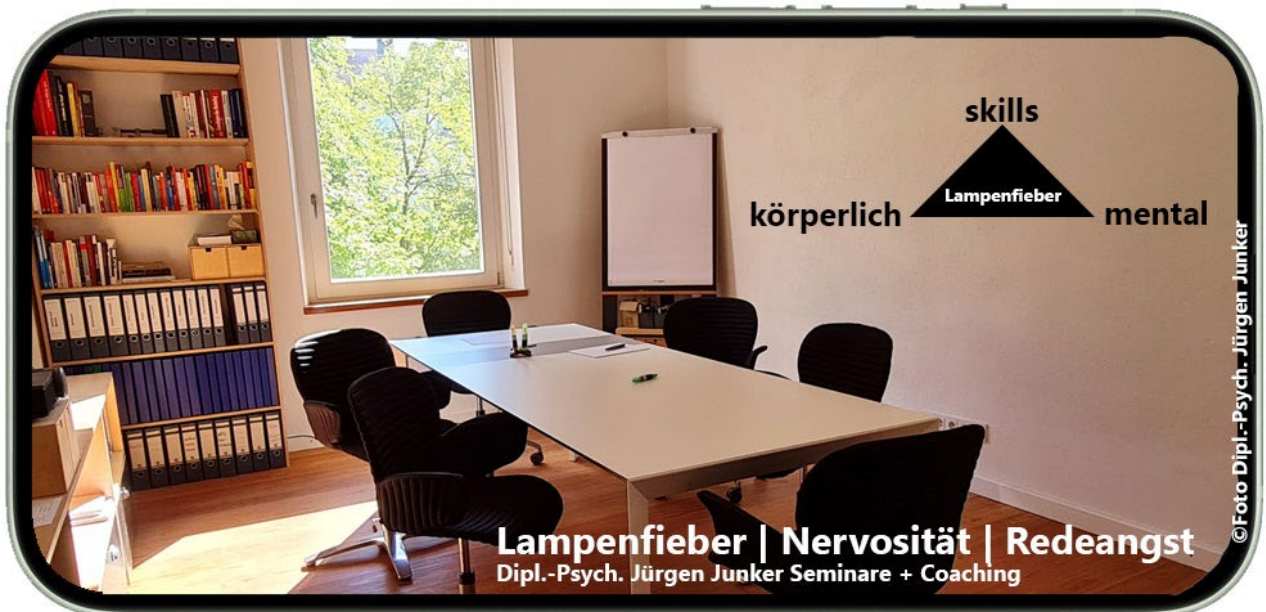 skills
Lampenfieber
körperlich
mental
©Foto Dipl.-Psych. Jürgen Junker
Lampenfieber | Nervosität | Redeangst
Dipl.-Psych. Jürgen Junker Seminare + Coaching